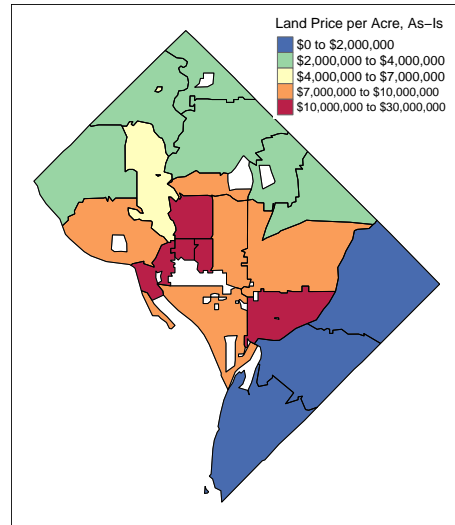 Land Price per Acre, As–Is
$0 to $2,000,000
$2,000,000 to $4,000,000
$4,000,000 to $7,000,000
$7,000,000 to $10,000,000
$10,000,000 to $30,000,000